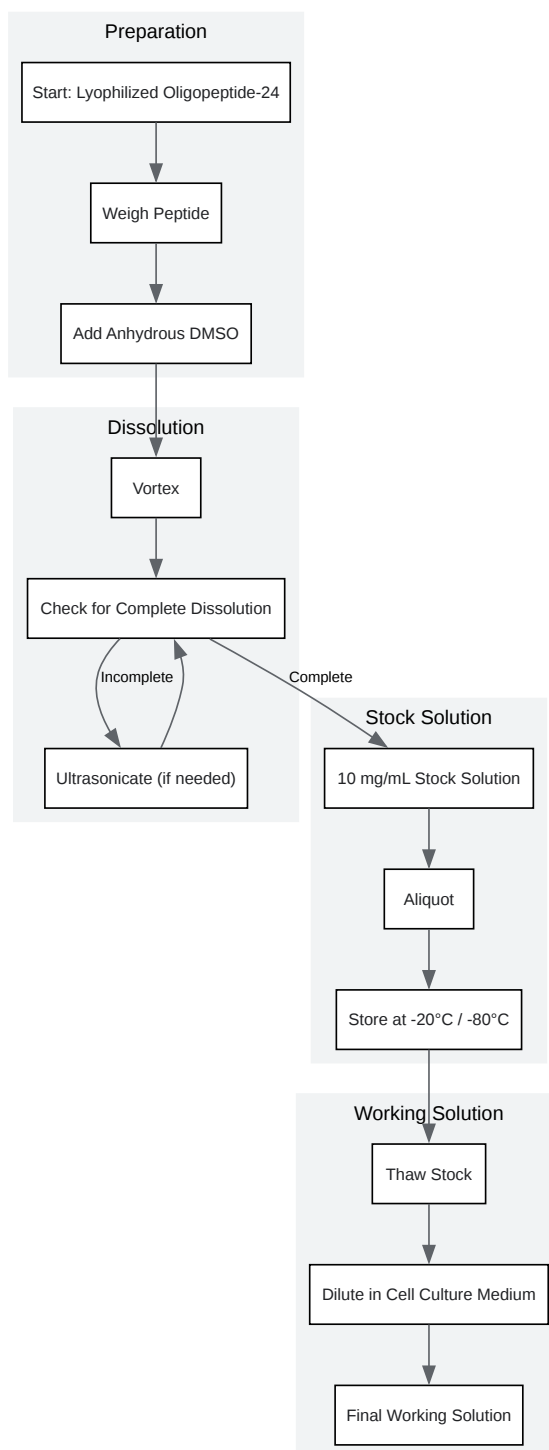 Preparation
Start: Lyophilized Oligopeptide-24
Weigh Peptide
Add Anhydrous DMSO
Dissolution
Vortex
Check for Complete Dissolution
Incomplete
Complete
Ultrasonicate (if needed)
Stock Solution
10 mg/mL Stock Solution
Aliquot
Store at -20°C / -80°C
Working Solution
Thaw Stock
Dilute in Cell Culture Medium
Final Working Solution